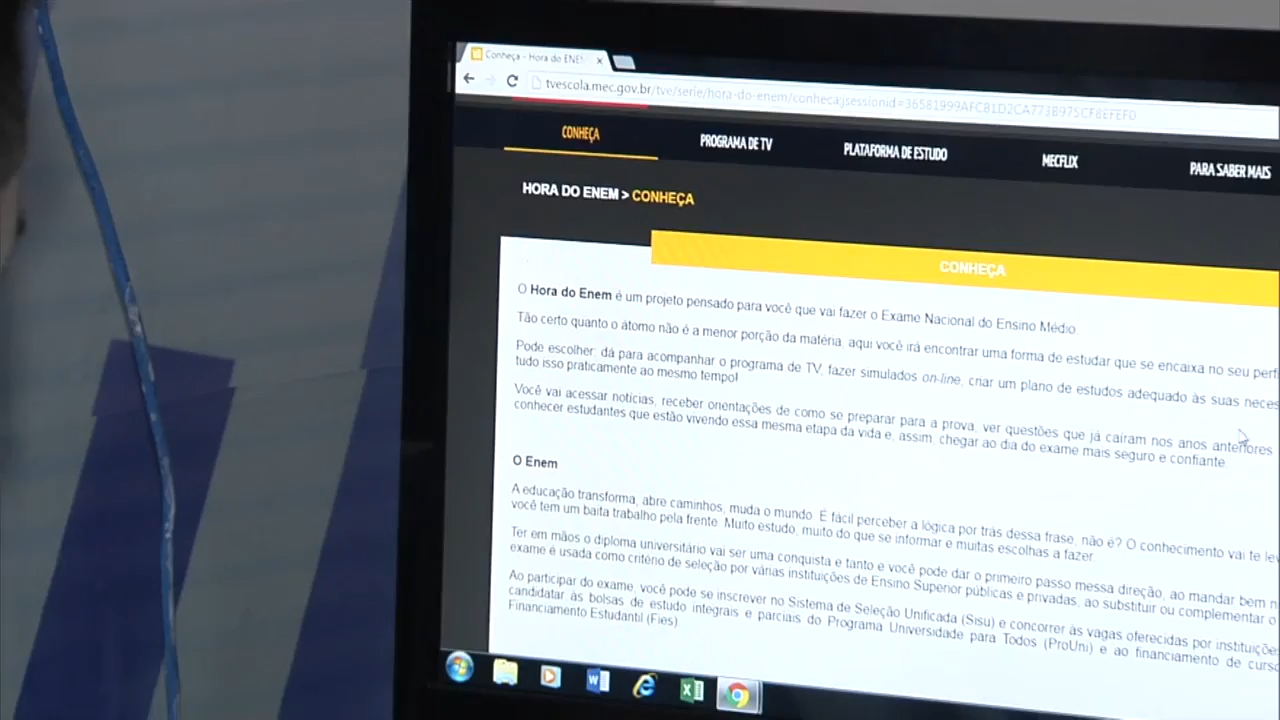 Conheça - Hora do ENE
tvescola.mec.gov.br/tve/serie/hora-do-enem/conheca;jsessionid=
CONHEÇA
PROGRAMA DE TV
PLATAFORMA DE ESTUDO
MECFLIX
PARA SABER MAIS
HORA DO ENEM > CONHEÇA
CONHEÇA
O Hora do Enem é um projeto pensado para você que vai fazer o Exame Nacional do Ensino Médio
Tão certo quanto o átomo não é a menor porção da matéria, aqui você irá encontrar uma forma de estudar que se encaixa no seu perf
Pode escolher: dá para acompanhar o programa de TV, fazer simulados on-line, criar um plano de estudos adequado às suas neces
tudo isso praticamente ao mesmo tempo!
Você vai acessar notícias, receber orientações de como se preparar para a prova, ver questões que já caíram nos anos anteriores
conhecer estudantes que estão vivendo essa mesma etapa da vida e, assim, chegar ao dia do exame mais seguro e confiante
O Enem
A educação transforma, abre caminhos, muda o mundo. É fácil perceber a lógica por trás dessa frase, não é? O conhecimento vai te lev
você tem um baita trabalho pela frente. Muito estudo, muito do que se informar e muitas escolhas a fazer.
Ter em mãos o diploma universitário vai ser uma conquista e tanto e você pode dar o primeiro passo messa direção, ao mandar bem n
exame é usada como critério de seleção por várias instituições de Ensino Superior públicas e privadas, ao substituir ou complementar o
Ao participar do exame, você pode se inscrever no Sistema de Seleção Unificada (Sisu) e concorrer às vagas oferecidas por instituiçõe
candidatar às bolsas de estudo integrais e parciais do Programa Universidade para Todos (ProUni) e ao financiamento de curso
Financiamento Estudantil (Fies)